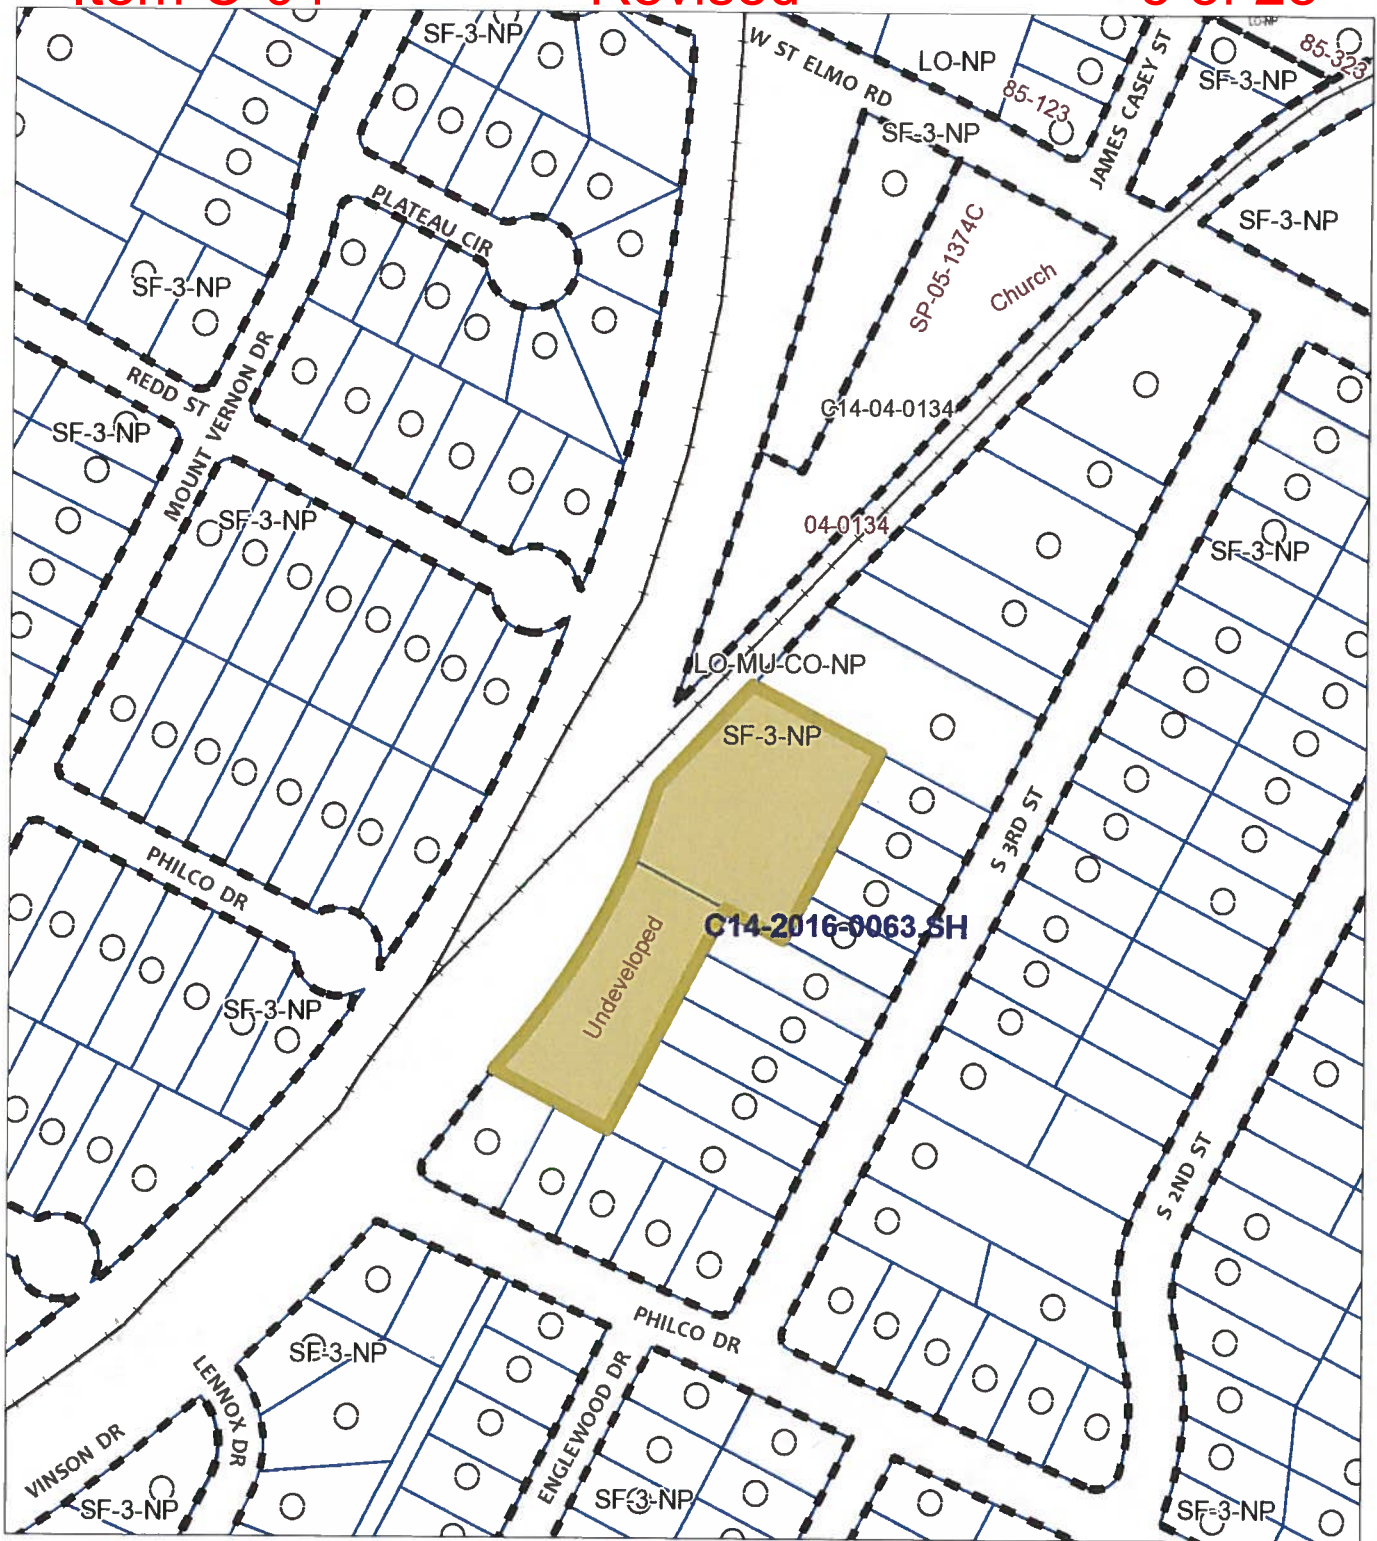 Revised
SF-3-NP
W ST ELMO RD
LO-NP
85-123
JAMES CASEY ST
LO-NP
85-323
SF-3-NP
SF-3-NP
SF-3-NP
PLATEAU CIR
SP-05-1374C
Church
SF-3-NP
REDD ST
MOUNT VERNON DR
SF-3-NP
C14-04-0134
SF-3-NP
04-0134
SF-3-NP
LO-MU-CO-NP
SF-3-NP
S 3RD ST
PHILCO DR
C14-2016-0063.SH
Undeveloped
SF-3-NP
S 2ND ST
PHILCO DR
SF-3-NP
LENNOX DR
ENGLEWOOD DR
VINSON DR
SF-3-NP
SF-3-NP
SF-3-NP